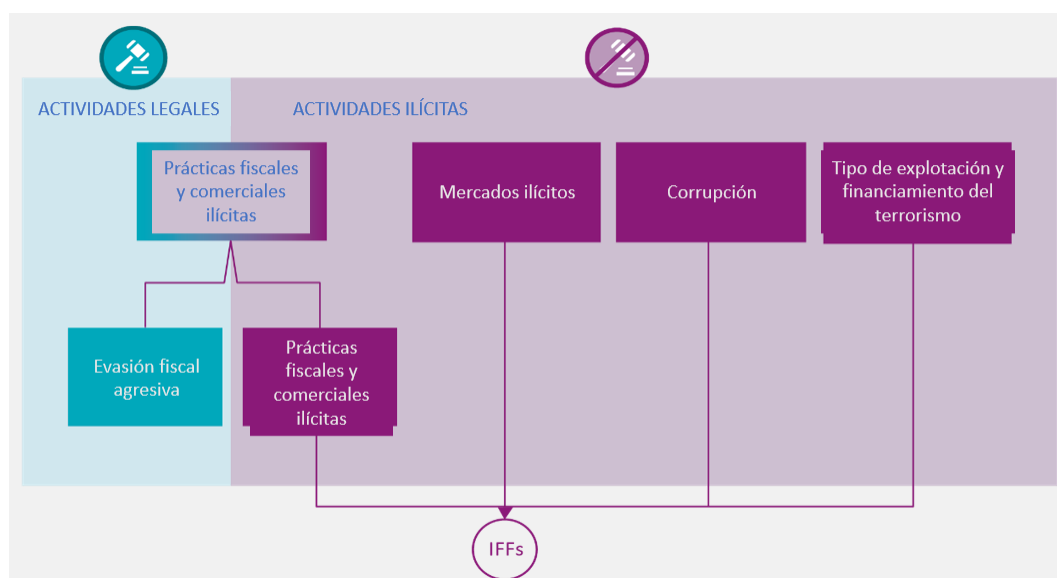 ACTIVIDADES LEGALES
ACTIVIDADES ILÍCITAS
Prácticas fiscales
y comerciales
ilícitas
Mercados ilícitos
Corrupción
Tipo de explotación y
financiamiento del
terrorismo
Evasión fiscal
agresiva
Prácticas
fiscales y
comerciales
ilícitas
IFFs